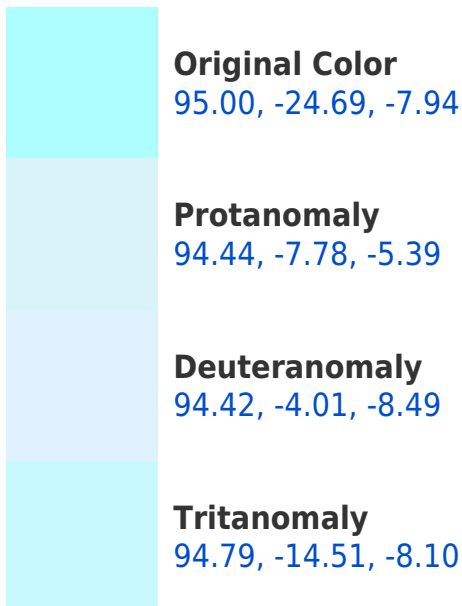 Original Color
95.00, -24.69, -7.94
Protanomaly
94.44, -7.78, -5.39
Deuteranomaly
94.42, -4.01, -8.49
Tritanomaly
94.79, -14.51, -8.10